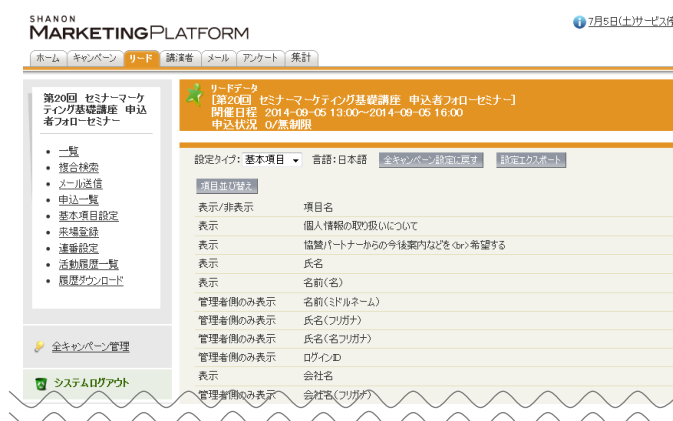 SHANON
MARKETINGPLATFORM
7月5日(土)サービス
ホーム キャンペーン リード 講演者 メール アンケート 集計
第20回 セミナーマーケ
ティング基礎講座 申込
者フォローセミナー
一覧
複合検索
メール送信
申込一覧
基本項目設定
来場登録
連番設定
活動履歴一覧
履歴ダウンロード
全キャンペーン管理
システムログアウト
リードデータ
[第20回 セミナーマーケティング基礎講座 申込者フォローセミナー]
開催日程 2014-09-05 13:00～2014-09-05 16:00
申込状況 0/無制限
設定タイプ: 基本項目 言語:日本語 全キャンペーン設定に戻す 設定エクスポート
項目並び替え
表示/非表示 項目名
表示 個人情報の取り扱いについて
表示 協賛パートナーからの今後案内などを<br>希望する
表示 氏名
表示 名前(名)
管理者側のみ表示 名前(ミドルネーム)
管理者側のみ表示 氏名(フリガナ)
管理者側のみ表示 氏名(名フリガナ)
管理者側のみ表示 ログインID
表示 会社名
管理者側のみ表示 会社名(フリガナ)